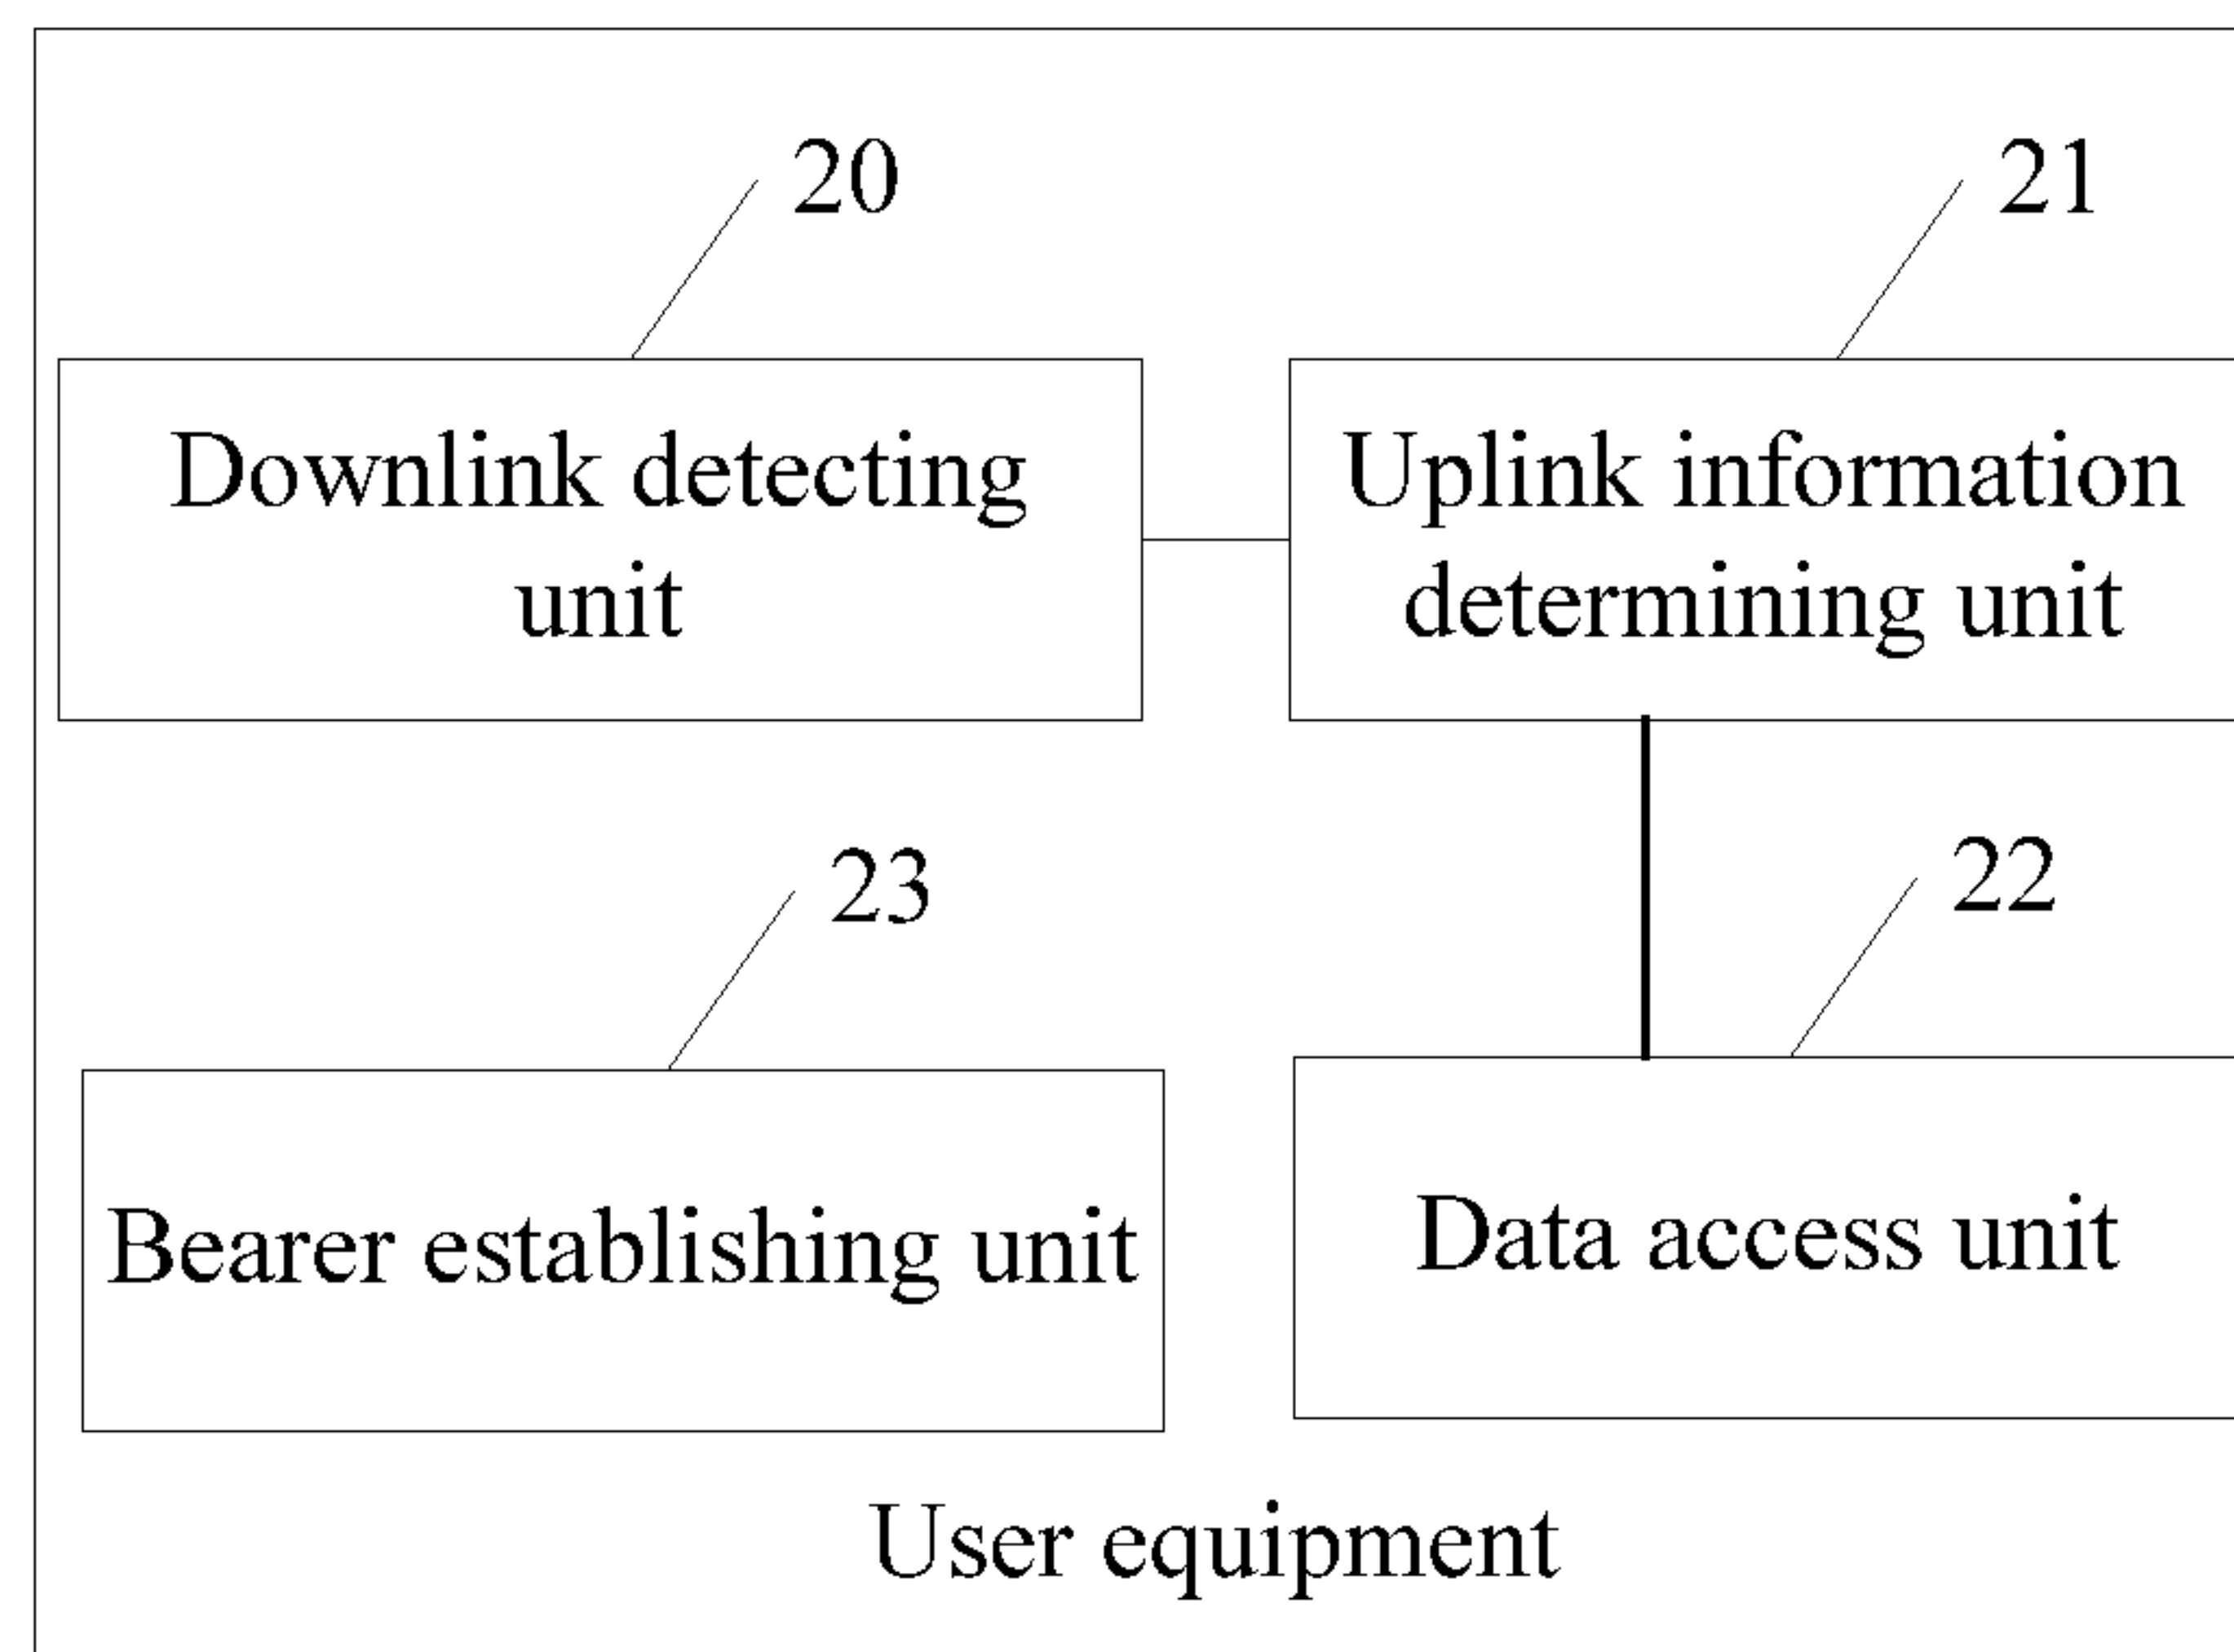 20
21
Downlink detecting
unit
Uplink information
determining unit
23
22
Bearer establishing unit
Data access unit
User equipment